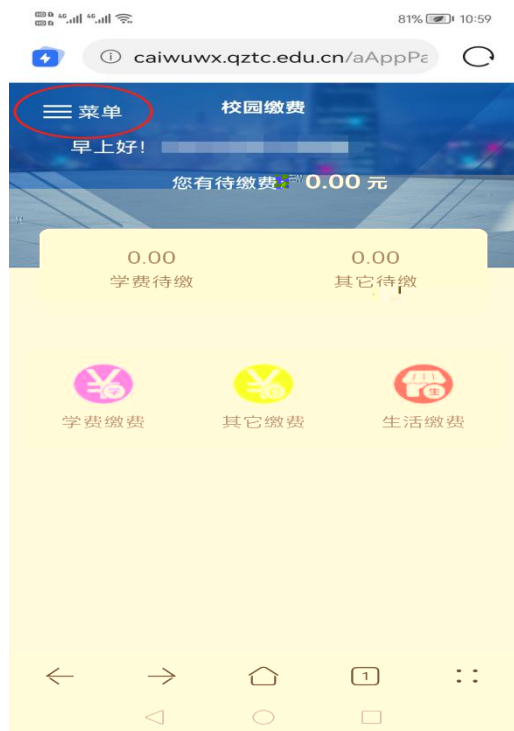 81% 10:59
caiwuwx.qztc.edu.cn/aAppPa
菜单 校园缴费
早上好!
您有待缴费 0.00 元
0.00 0.00
学费待缴 其它待缴
学费缴费 其它缴费 生活缴费
1